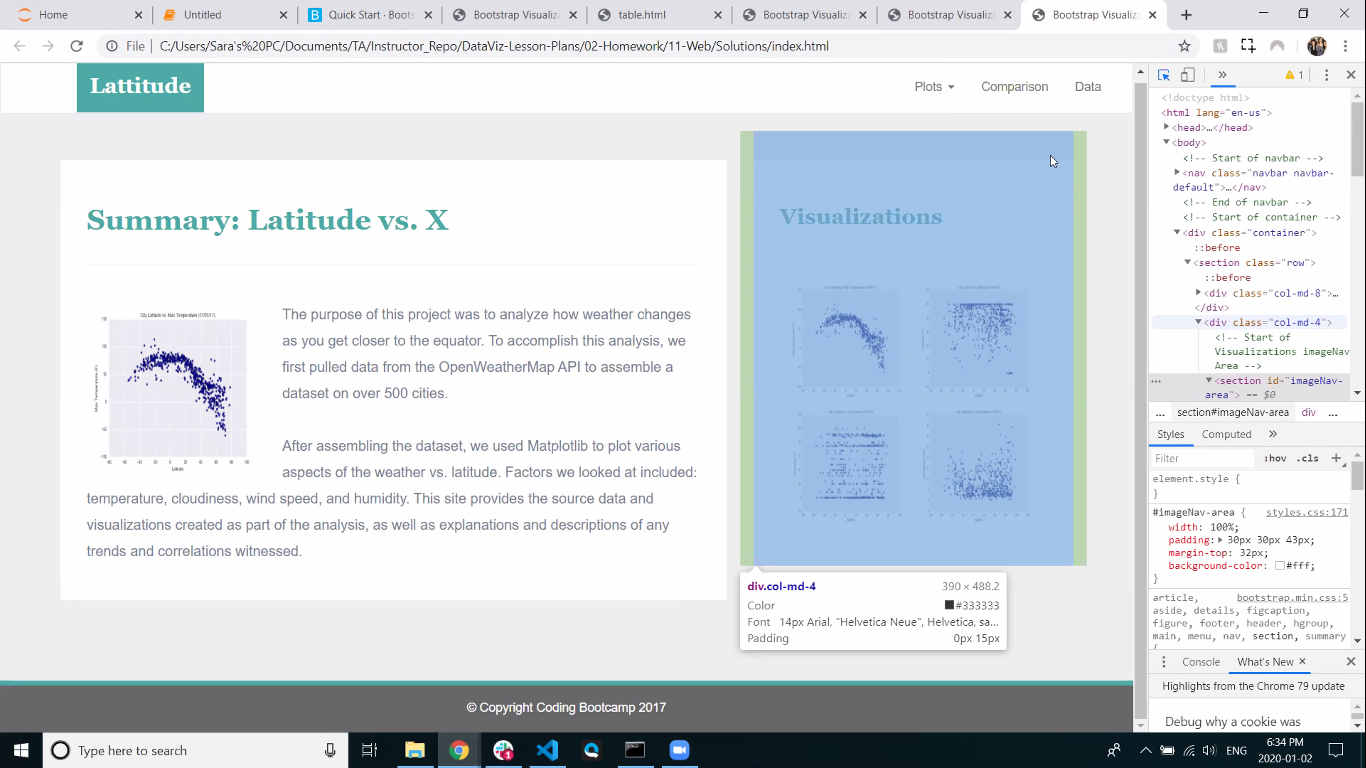 Home
Untitled
Quick Start · Boots
Bootstrap Visualiza
table.html
Bootstrap Visualiza
Bootstrap Visualiza
Bootstrap Visualiza
File
C:/Users/Sara's%20PC/Documents/TA/Instructor_Repo/DataViz-Lesson-Plans/02-Homework/11-Web/Solutions/index.html
Lattitude
Plots
Comparison
Data
Summary: Latitude vs. X
City Latitude vs. Max Temperature (01/01/17)
The purpose of this project was to analyze how weather changes
as you get closer to the equator. To accomplish this analysis, we
first pulled data from the OpenWeatherMap API to assemble a
dataset on over 500 cities.
After assembling the dataset, we used Matplotlib to plot various
aspects of the weather vs. latitude. Factors we looked at included:
temperature, cloudiness, wind speed, and humidity. This site provides the source data and
visualizations created as part of the analysis, as well as explanations and descriptions of any
trends and correlations witnessed.
Visualizations
div.col-md-4 390 × 488.2
Color #333333
Font 14px Arial, "Helvetica Neue", Helvetica, sa...
Padding 0px 15px
© Copyright Coding Bootcamp 2017
» 1
<!doctype html>
<html lang="en-us">
<head>…</head>
<body>
<!-- Start of navbar -->
<nav class="navbar navbar-
default">…</nav>
<!-- End of navbar -->
<!-- Start of container -->
<div class="container">
::before
<section class="row">
::before
<div class="col-md-8">…
</div>
<div class="col-md-4">
<!-- Start of
Visualizations imageNav
Area -->
<section id="imageNav-
area"> == $0
... section#imageNav-area div ...
Styles Computed »
Filter :hov .cls +
element.style {
}
#imageNav-area { styles.css:171
width: 100%;
padding: 30px 30px 43px;
margin-top: 32px;
background-color: #fff;
}
article, bootstrap.min.css:5
aside, details, figcaption,
figure, footer, header, hgroup,
main, menu, nav, section, summary
{
Console What's New
Highlights from the Chrome 79 update
Debug why a cookie was
Type here to search
1
ENG
6:34 PM
2020-01-02